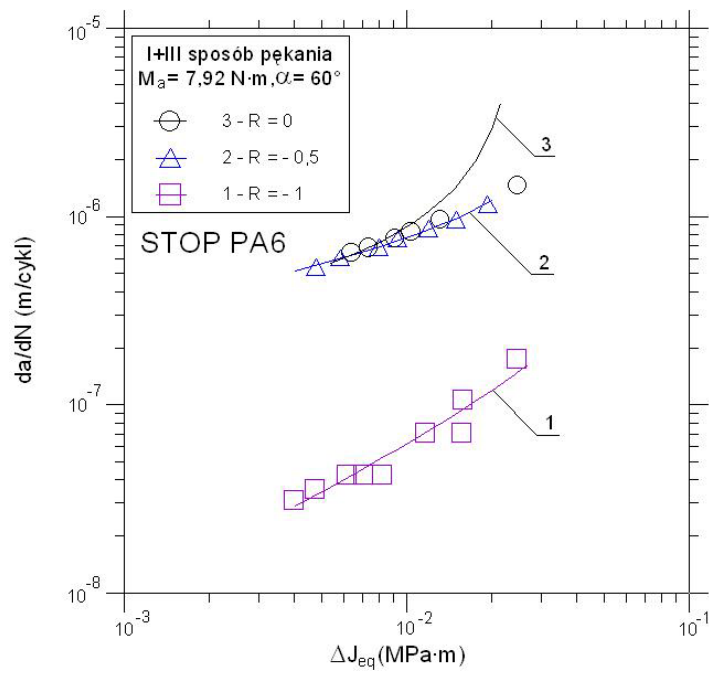 10⁻⁵
I+III sposób pękania
Mₐ= 7,92 N·m,α= 60°
3 - R = 0
2 - R = - 0,5
1 - R = - 1
3
10⁻⁶
STOP PA6
2
da/dN (m/cykl)
10⁻⁷
1
10⁻⁸
10⁻³
10⁻²
10⁻¹
ΔJeq(MPa·m)